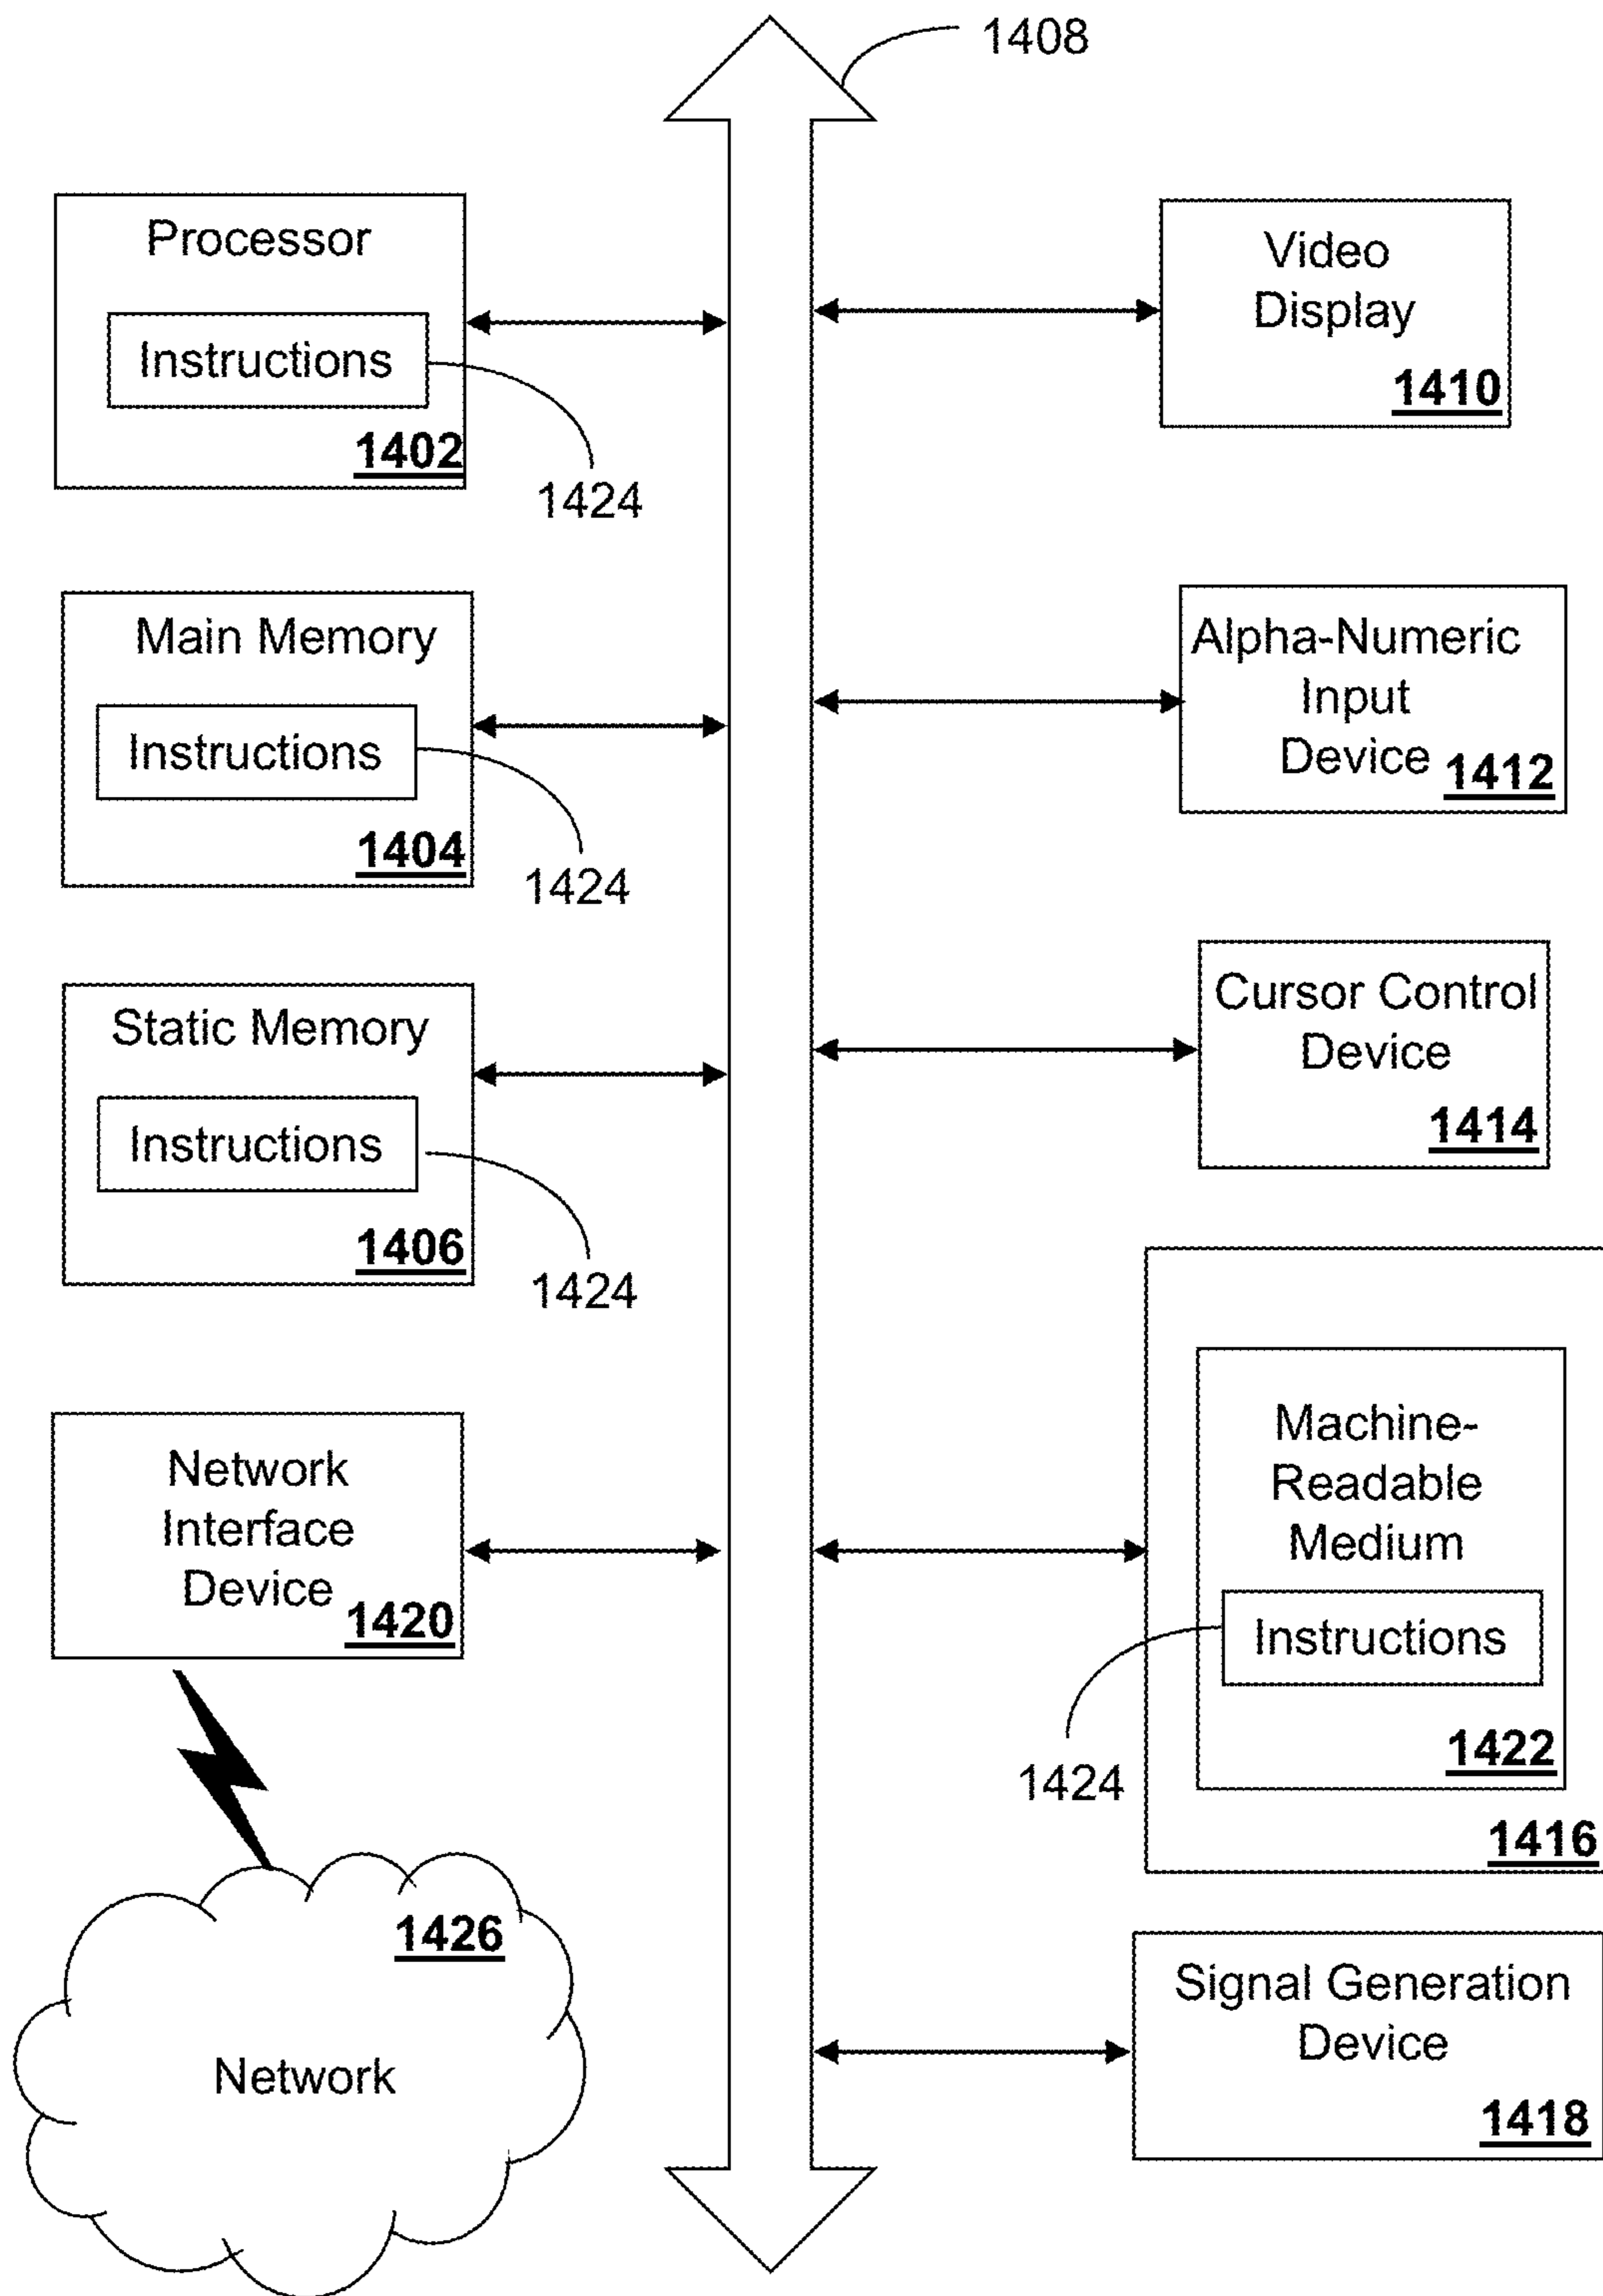 1408
Processor
Instructions
1402
1424
Main Memory
Instructions
1404
1424
Static Memory
Instructions
1406
1424
Network
Interface
Device
1420
1426
Network
Video
Display
1410
Alpha-Numeric
Input
Device 1412
Cursor Control
Device
1414
Machine-
Readable
Medium
Instructions
1422
1424
1416
Signal Generation
Device
1418